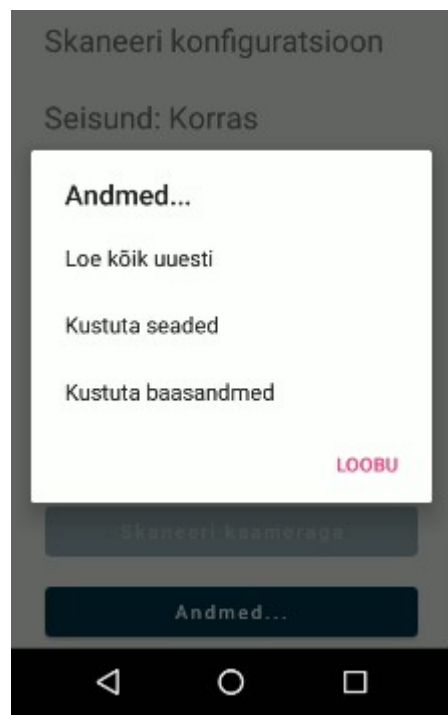 Skaneeri konfiguratsioon
Seisund: Korras
Andmed...
Loe kõik uuesti
Kustuta seaded
Kustuta baasandmed
LOOBU
Skaneeri kaameraga
Andmed...